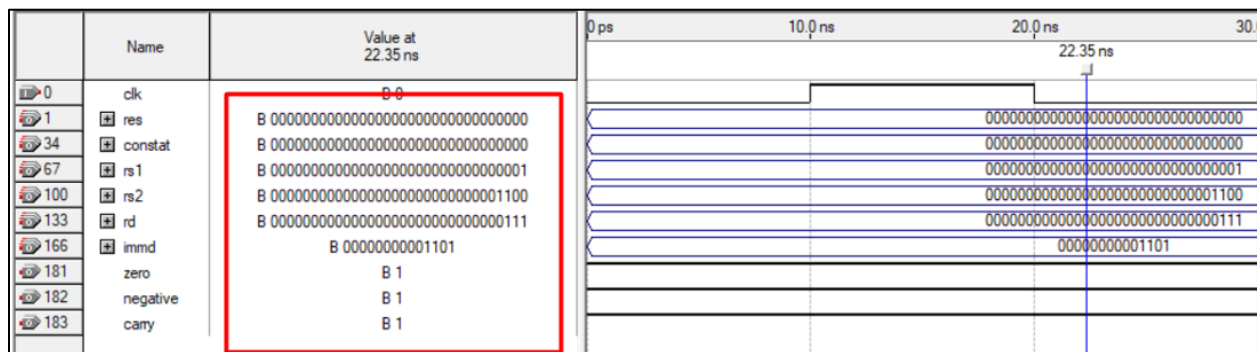 Name
Value at
22.35 ns
0 ps 10.0 ns 20.0 ns 30.
22.35 ns
0 clk B 0
1 res B 00000000000000000000000000000000 00000000000000000000000000000000
34 constat B 00000000000000000000000000000000 00000000000000000000000000000000
67 rs1 B 00000000000000000000000000000001 00000000000000000000000000000001
100 rs2 B 00000000000000000000000000001100 00000000000000000000000000001100
133 rd B 00000000000000000000000000000111 00000000000000000000000000000111
166 immd B 00000000001101 00000000001101
181 zero B 1
182 negative B 1
183 carry B 1